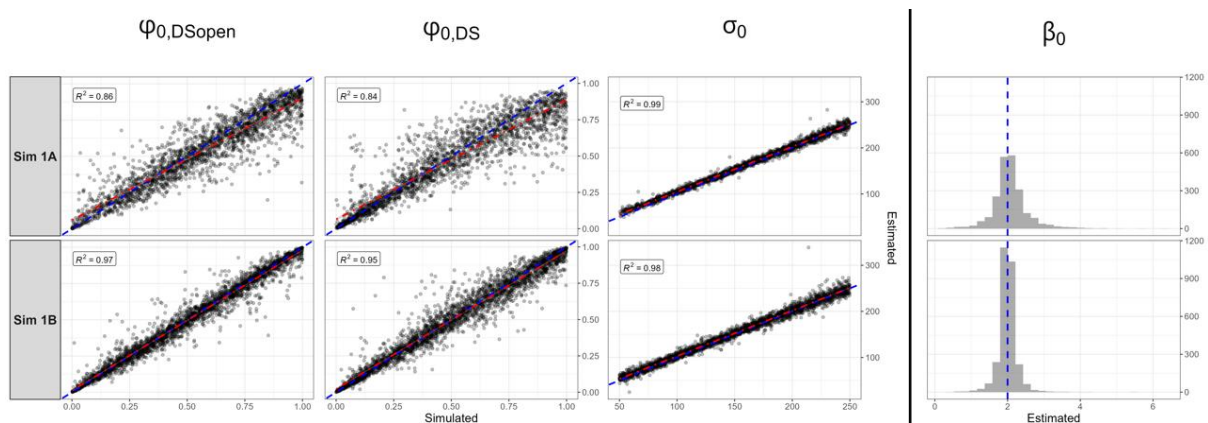 φ0,DSopen
φ0,DS
σ0
β0
Sim 1A
R² = 0.86
R² = 0.84
R² = 0.99
1.00
0.75
0.50
0.25
0.00
300
200
100
1200
900
600
300
0
Estimated
Sim 1B
R² = 0.97
R² = 0.95
R² = 0.98
1.00
0.75
0.50
0.25
0.00
300
200
100
1200
900
600
300
0
0.00 0.25 0.50 0.75 1.00
0.00 0.25 0.50 0.75 1.00
50 100 150 200 250
0 2 4 6
Simulated
Estimated